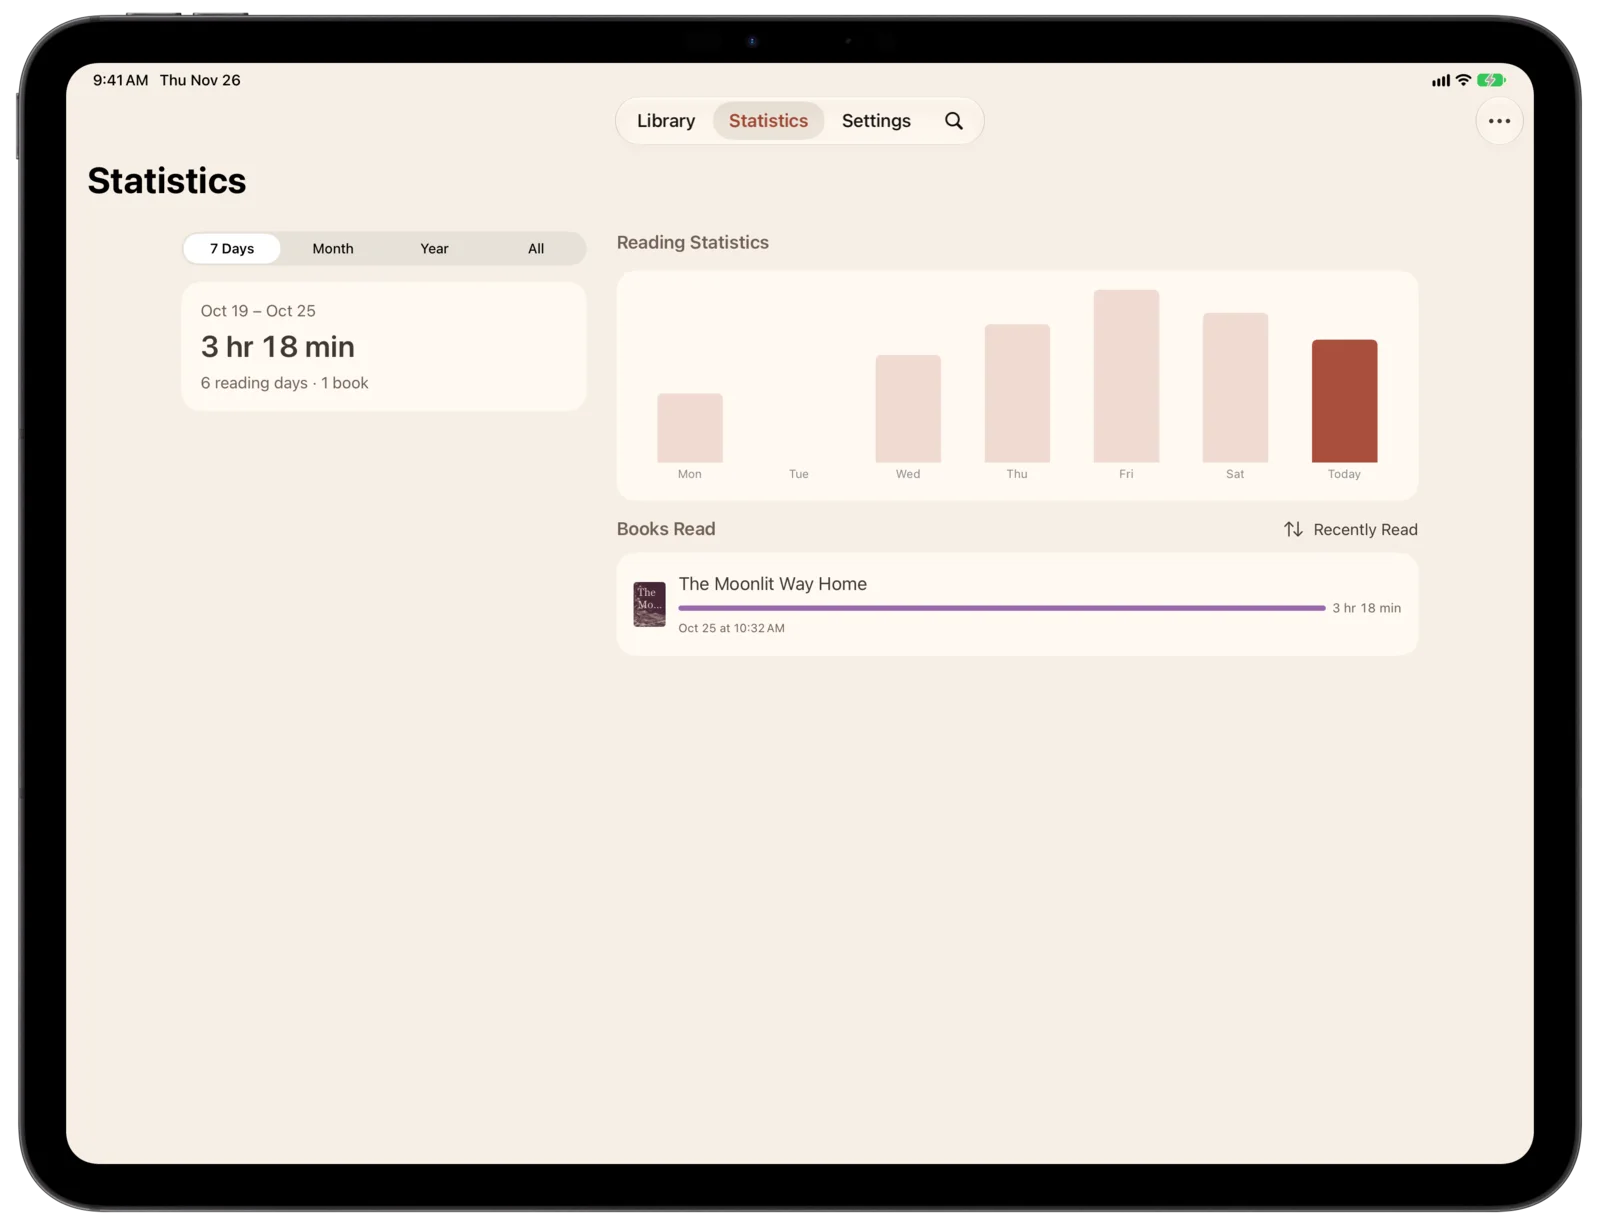 9:41 AM Thu Nov 26
Library Statistics Settings
Statistics
7 Days Month Year All
Oct 19 – Oct 25
3 hr 18 min
6 reading days · 1 book
Reading Statistics
Mon Tue Wed Thu Fri Sat Today
Books Read
Recently Read
The
Mo...
The Moonlit Way Home
3 hr 18 min
Oct 25 at 10:32 AM